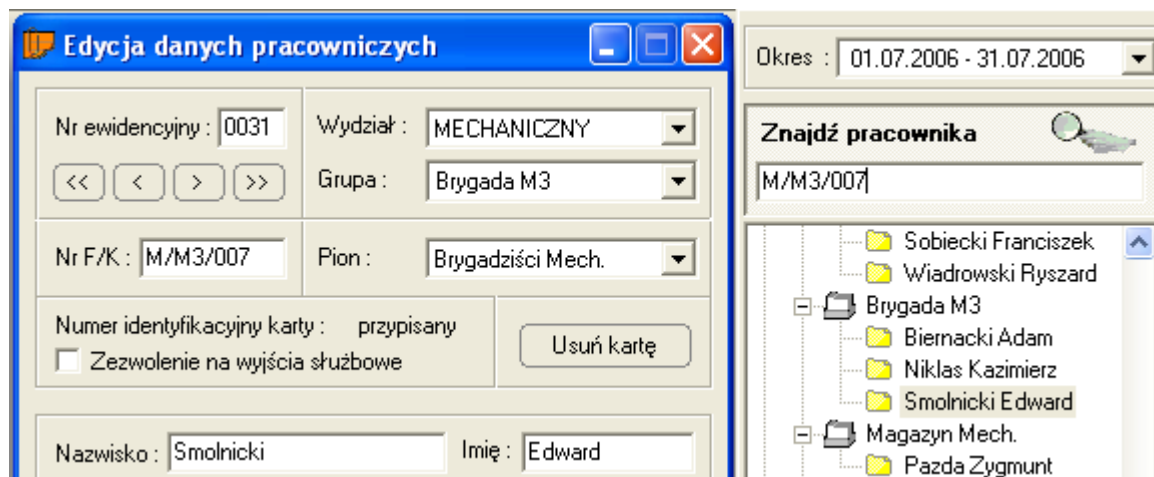 Edycja danych pracowniczych
Nr ewidencyjny : 0031
<< < > >>
Wydział : MECHANICZNY
Grupa : Brygada M3
Nr F/K : M/M3/007
Pion : Brygadziści Mech.
Numer identyfikacyjny karty : przypisany
Zezwolenie na wyjścia służbowe
Usuń kartę
Nazwisko : Smolnicki
Imię : Edward
Okres : 01.07.2006 - 31.07.2006
Znajdź pracownika
M/M3/007
Sobiecki Franciszek
Wiadrowski Ryszard
Brygada M3
Biernacki Adam
Niklas Kazimierz
Smolnicki Edward
Magazyn Mech.
Pazda Zygmunt